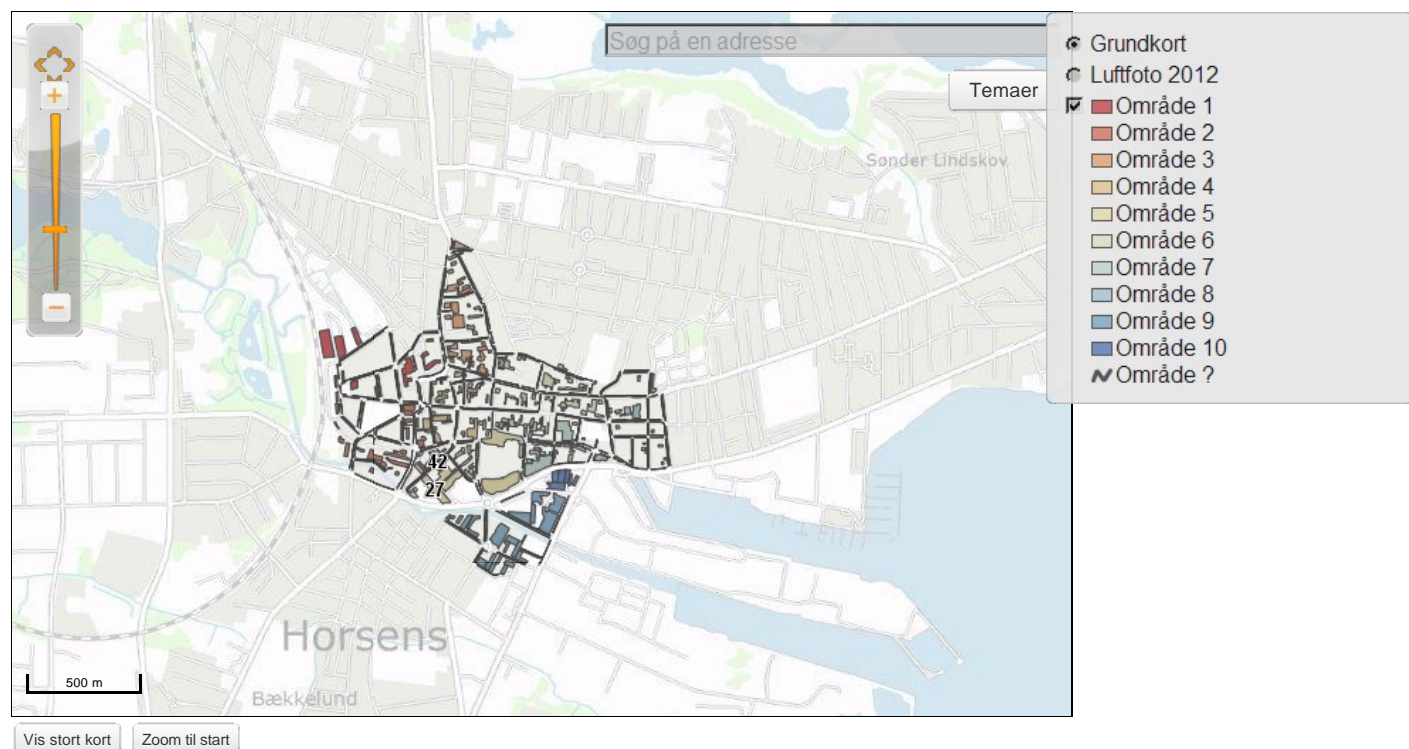 Søg på en adresse
Temaer
Grundkort
Luftfoto 2012
Område 1
Område 2
Område 3
Område 4
Område 5
Område 6
Område 7
Område 8
Område 9
Område 10
Område ?
Sønder Lindskov
42
27
Horsens
Bækkelund
500 m
Vis stort kort
Zoom til start